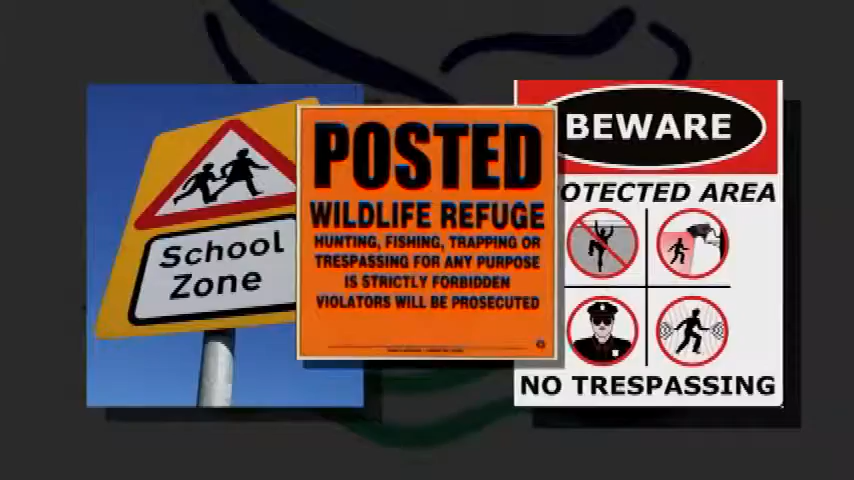 School
Zone
POSTED
WILDLIFE REFUGE
HUNTING, FISHING, TRAPPING OR
TRESPASSING FOR ANY PURPOSE
IS STRICTLY FORBIDDEN
VIOLATORS WILL BE PROSECUTED
BEWARE
OTECTED AREA
NO TRESPASSING